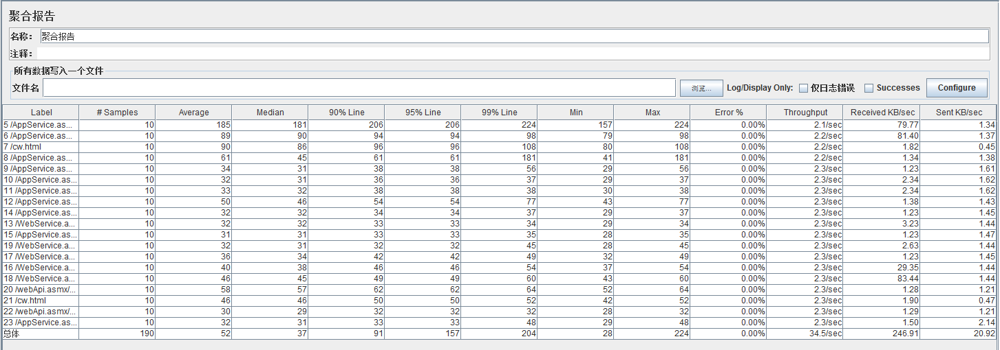 聚合报告
名称： 聚合报告
注释：
所有数据写入一个文件
文件名 浏览... Log/Display Only: 仅日志错误 Successes Configure
Label # Samples Average Median 90% Line 95% Line 99% Line Min Max Error % Throughput Received KB/sec Sent KB/sec
5 /AppService.as... 10 185 181 206 206 224 157 224 0.00% 2.1/sec 79.77 1.34
6 /AppService.as... 10 89 90 94 94 98 79 98 0.00% 2.2/sec 81.40 1.37
7 /cw.html 10 90 86 96 96 108 80 108 0.00% 2.2/sec 1.82 0.45
8 /AppService.as... 10 61 45 61 61 181 41 181 0.00% 2.2/sec 1.34 1.38
9 /AppService.as... 10 34 31 38 38 56 29 56 0.00% 2.3/sec 1.23 1.61
10 /AppService.as... 10 32 31 36 36 37 29 37 0.00% 2.3/sec 2.34 1.62
11 /AppService.as... 10 33 32 38 38 38 30 38 0.00% 2.3/sec 2.34 1.62
12 /AppService.as... 10 50 46 54 54 77 43 77 0.00% 2.3/sec 1.38 1.43
14 /AppService.as... 10 32 32 34 34 37 29 37 0.00% 2.3/sec 1.23 1.45
13 /WebService.a... 10 32 32 33 33 34 29 34 0.00% 2.3/sec 3.23 1.44
15 /AppService.as... 10 31 31 33 33 35 28 35 0.00% 2.3/sec 1.23 1.47
19 /WebService.a... 10 32 31 32 32 45 28 45 0.00% 2.3/sec 2.63 1.44
17 /WebService.a... 10 36 34 42 42 49 32 49 0.00% 2.3/sec 1.23 1.45
16 /WebService.a... 10 40 38 46 46 54 37 54 0.00% 2.3/sec 29.35 1.44
18 /WebService.a... 10 46 45 49 49 60 43 60 0.00% 2.3/sec 83.44 1.44
20 /webApi.asmx/... 10 58 57 62 62 64 52 64 0.00% 2.3/sec 1.28 1.21
21 /cw.html 10 46 46 50 50 52 42 52 0.00% 2.3/sec 1.90 0.47
22 /webApi.asmx/... 10 30 29 32 32 32 28 32 0.00% 2.3/sec 1.29 1.21
23 /AppService.as... 10 32 31 33 33 48 29 48 0.00% 2.3/sec 1.50 2.14
总体 190 52 37 91 157 204 28 224 0.00% 34.5/sec 246.91 20.92